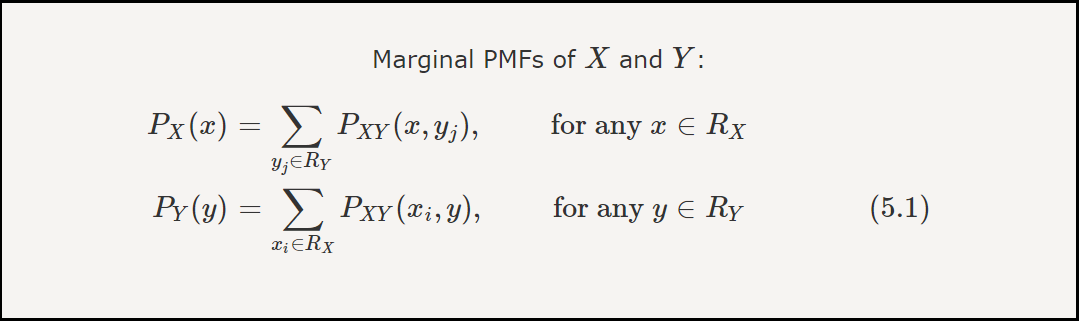 Marginal PMFs of X and Y:
P_X(x) = ∑_{y_j∈R_Y} P_{XY}(x, y_j), for any x ∈ R_X
P_Y(y) = ∑_{x_i∈R_X} P_{XY}(x_i, y), for any y ∈ R_Y (5.1)